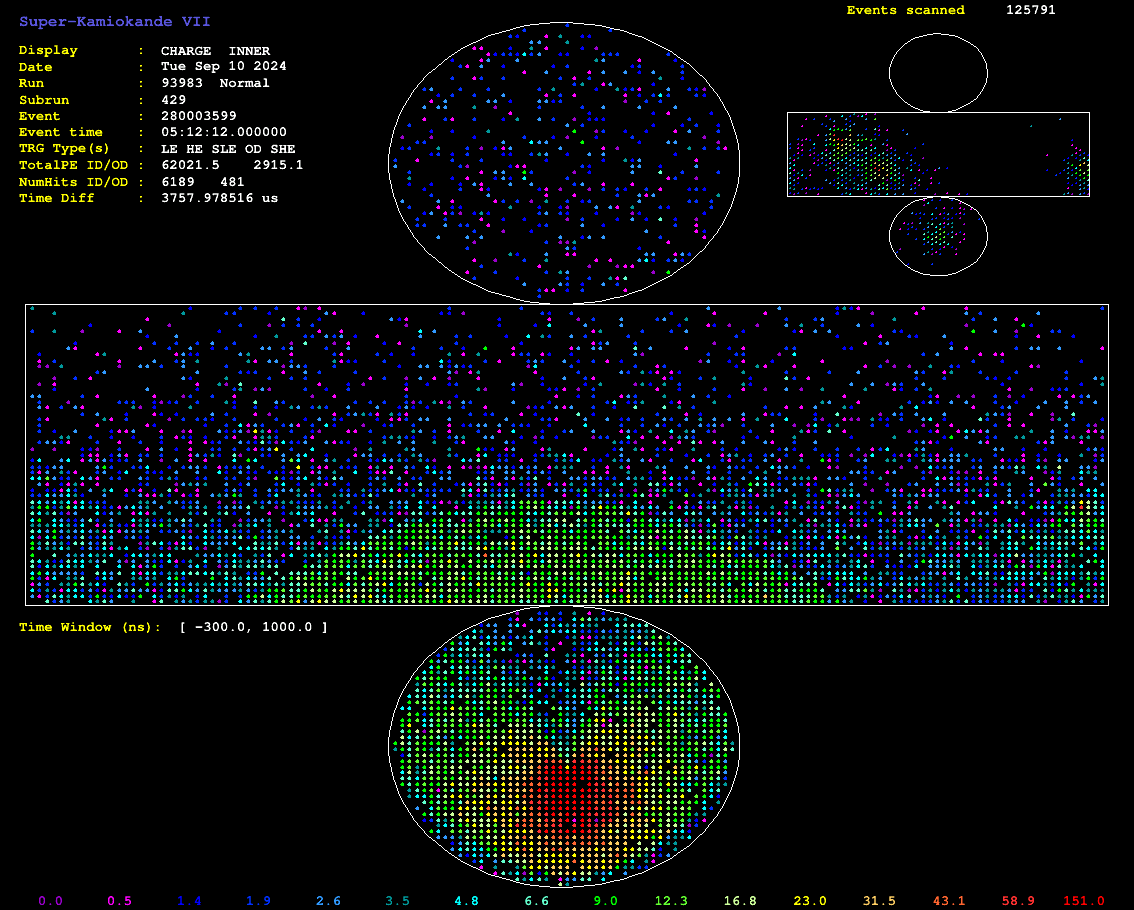 Super-Kamiokande VII
Events scanned 125791
Display : CHARGE INNER
Date : Tue Sep 10 2024
Run : 93983 Normal
Subrun : 429
Event : 280003599
Event time : 05:12:12.000000
TRG Type(s) : LE HE SLE OD SHE
TotalPE ID/OD : 62021.5 2915.1
NumHits ID/OD : 6189 481
Time Diff : 3757.978516 us
Time Window (ns): [ -300.0, 1000.0 ]
0.0 0.5 1.4 1.9 2.6 3.5 4.8 6.6 9.0 12.3 16.8 23.0 31.5 43.1 58.9 151.0